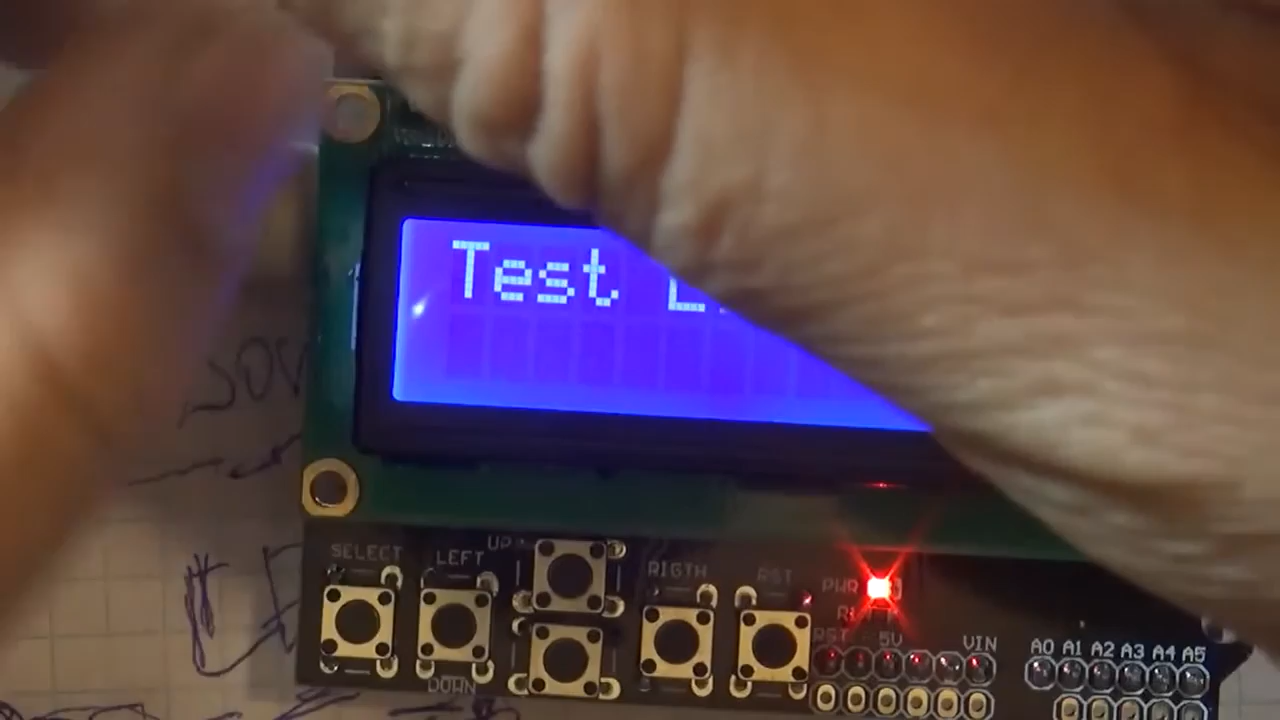 Test
SELECT
LEFT
UP
DOWN
RIGTH
RST
PWR
RST 5V VIN
A0 A1 A2 A3 A4 A5